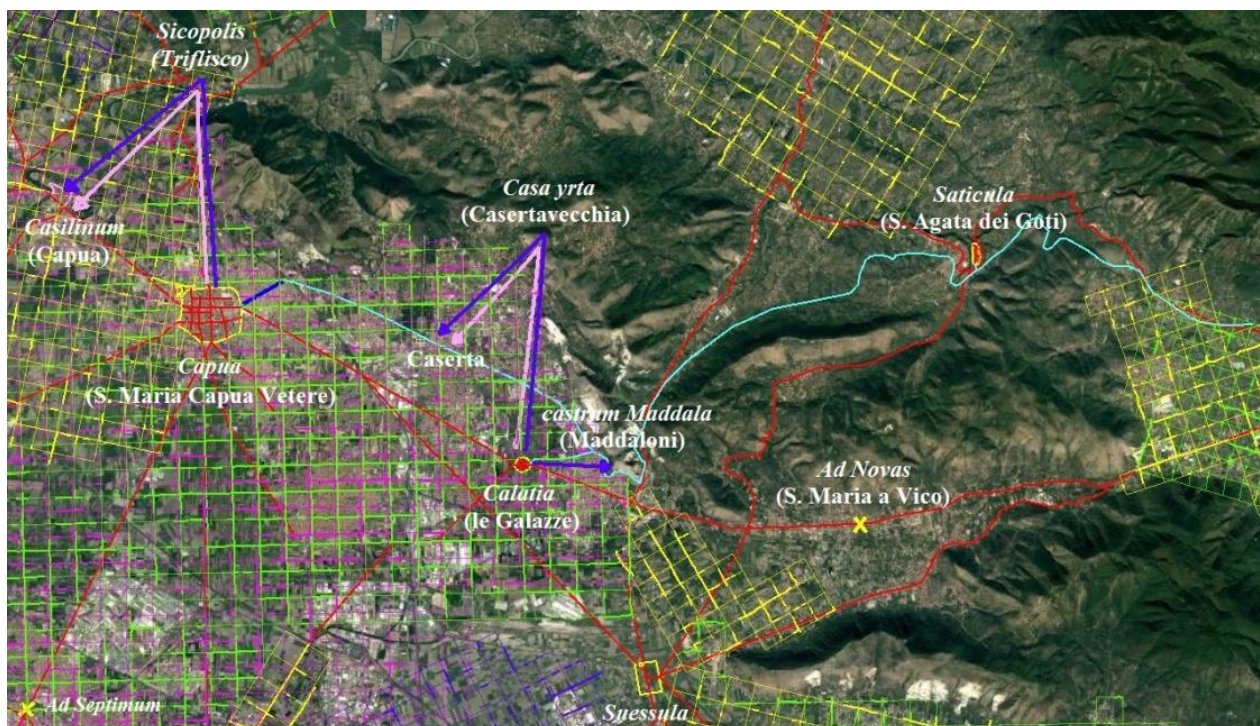 Sicopolis
(Triflisco)
Casa yrta
(Casertavecchia)
Saticula
(S. Agata dei Goti)
Casilinum
(Capua)
Caserta
Capua
(S. Maria Capua Vetere)
castrum Maddala
(Maddaloni)
Ad Novas
(S. Maria a Vico)
Calatia
(le Galazze)
Ad Septimum
Suessula